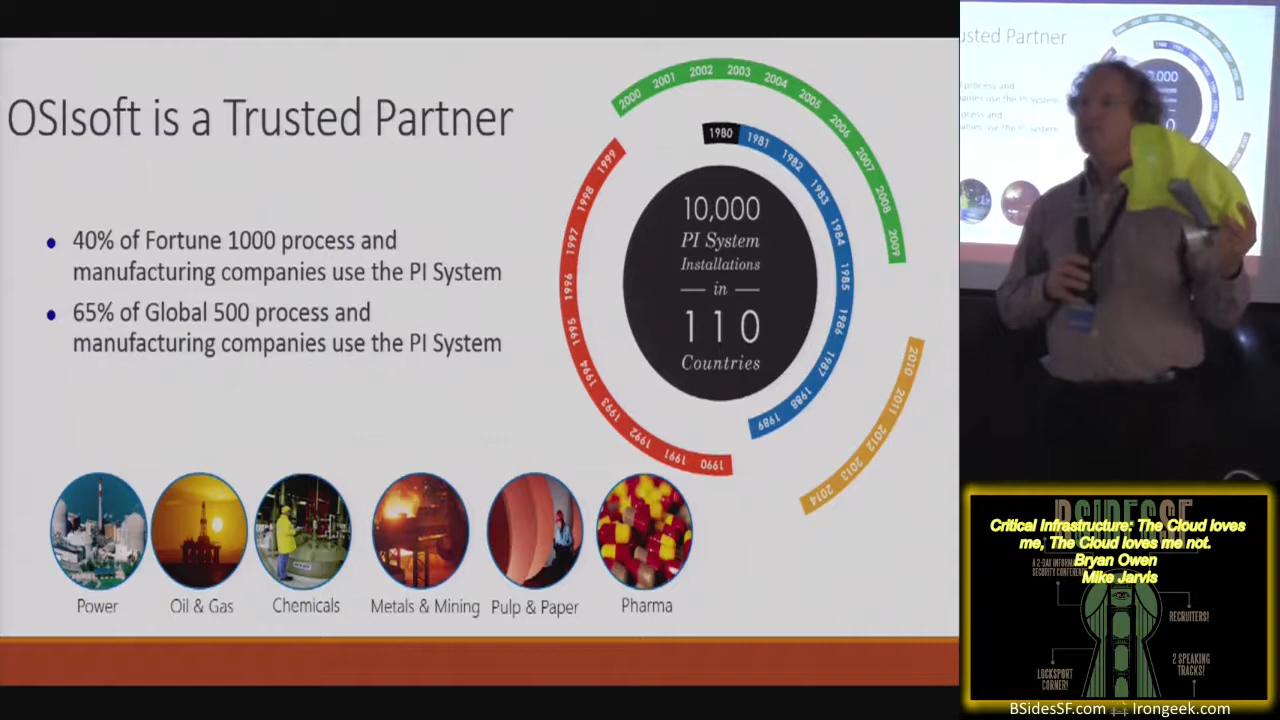 OSIsoft is a Trusted Partner
40% of Fortune 1000 process and
manufacturing companies use the PI System
65% of Global 500 process and
manufacturing companies use the PI System
1980 1981 1982 1983 1984 1985 1986 1987 1988 1989
1990 1991 1992 1993 1994 1995 1996 1997 1998 1999
2000 2001 2002 2003 2004 2005 2006 2007 2008 2009
2010 2011 2012 2013 2014
10,000
PI System
Installations
in
110
Countries
Power
Oil & Gas
Chemicals
Metals & Mining
Pulp & Paper
Pharma
usted Partner
BSIDESSF
Critical Infrastructure: The Cloud loves
me, The Cloud loves me not.
Bryan Owen
Mike Jarvis
RECRUITERS!
LOCKSPORT
CORNER!
2 SPEAKING
TRACKS!
BSidesSF.com
Irongeek.com